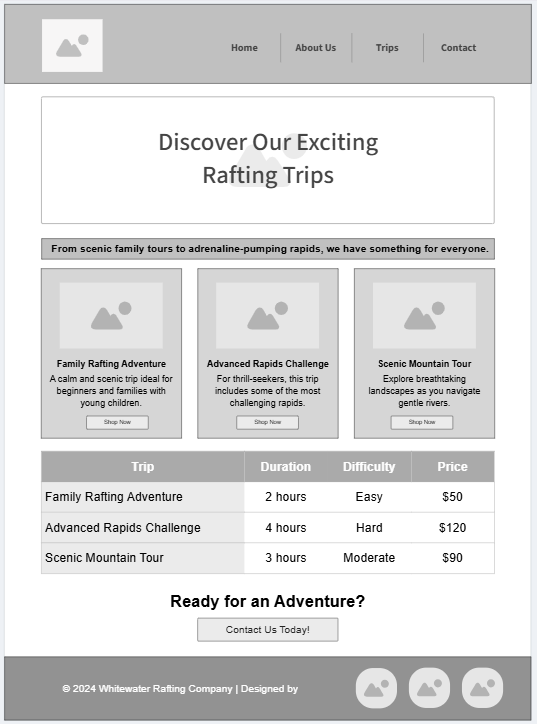 Home
About Us
Trips
Contact
Discover Our Exciting
Rafting Trips
From scenic family tours to adrenaline-pumping rapids, we have something for everyone.
Family Rafting Adventure
A calm and scenic trip ideal for
beginners and families with
young children.
Shop Now
Advanced Rapids Challenge
For thrill-seekers, this trip
includes some of the most
challenging rapids.
Shop Now
Scenic Mountain Tour
Explore breathtaking
landscapes as you navigate
gentle rivers.
Shop Now
Trip Duration Difficulty Price
Family Rafting Adventure 2 hours Easy $50
Advanced Rapids Challenge 4 hours Hard $120
Scenic Mountain Tour 3 hours Moderate $90
Ready for an Adventure?
Contact Us Today!
© 2024 Whitewater Rafting Company | Designed by